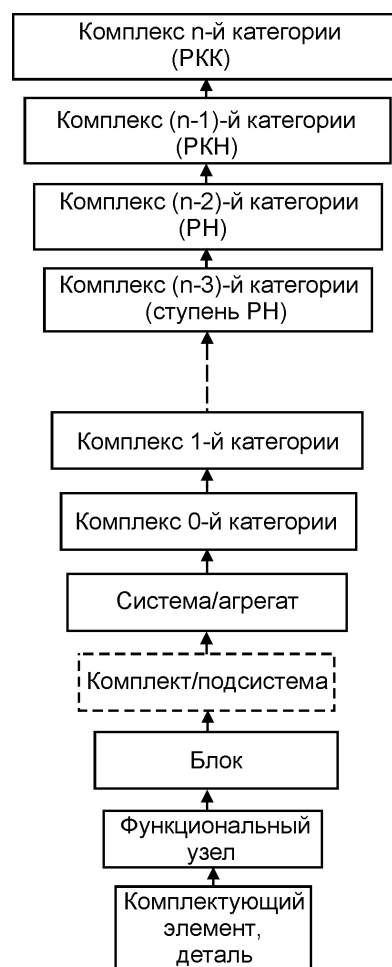 Комплекс n-й категории
(РКК)
Комплекс (n-1)-й категории
(РКН)
Комплекс (n-2)-й категории
(РН)
Комплекс (n-3)-й категории
(ступень РН)
Комплекс 1-й категории
Комплекс 0-й категории
Система/агрегат
Комплект/подсистема
Блок
Функциональный
узел
Комплектующий
элемент,
деталь